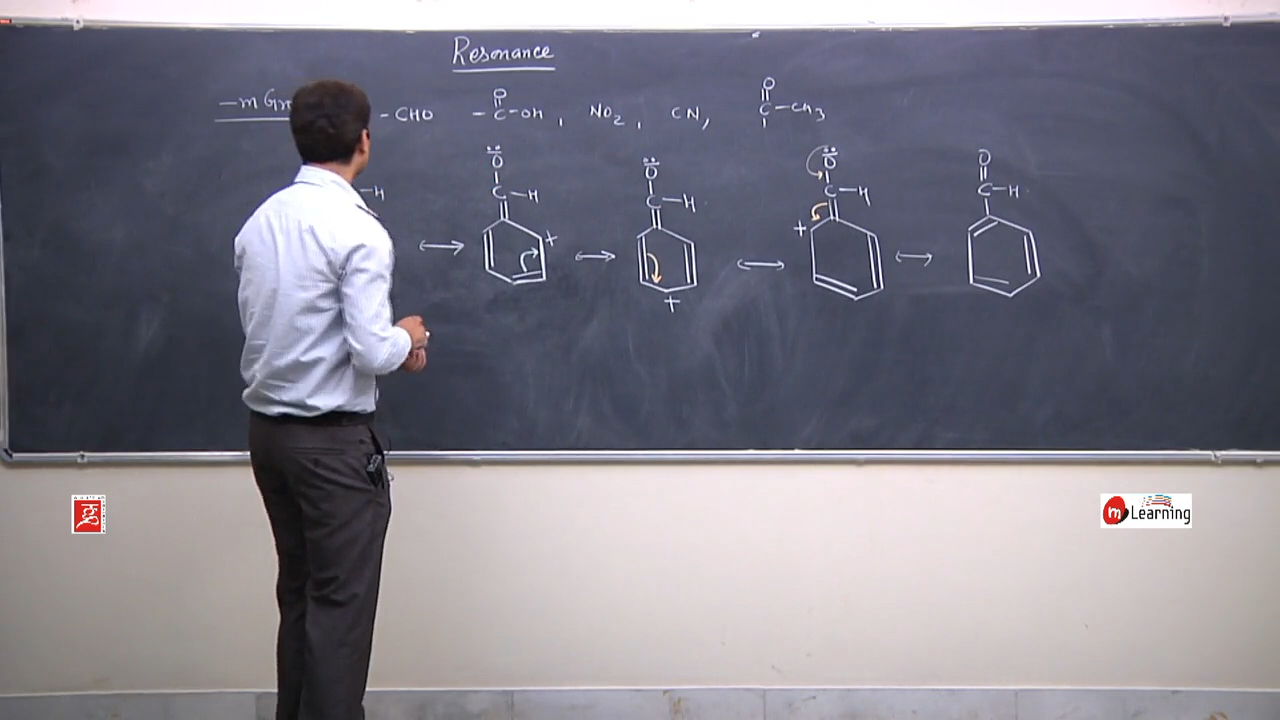 Resonance
–m Gr –CHO –C–OH, NO2, CN, C–CH3
O O
O O O O
C–H C–H C–H C–H
–H
+ + +
↔ ↔ ↔ ↔
m Learning